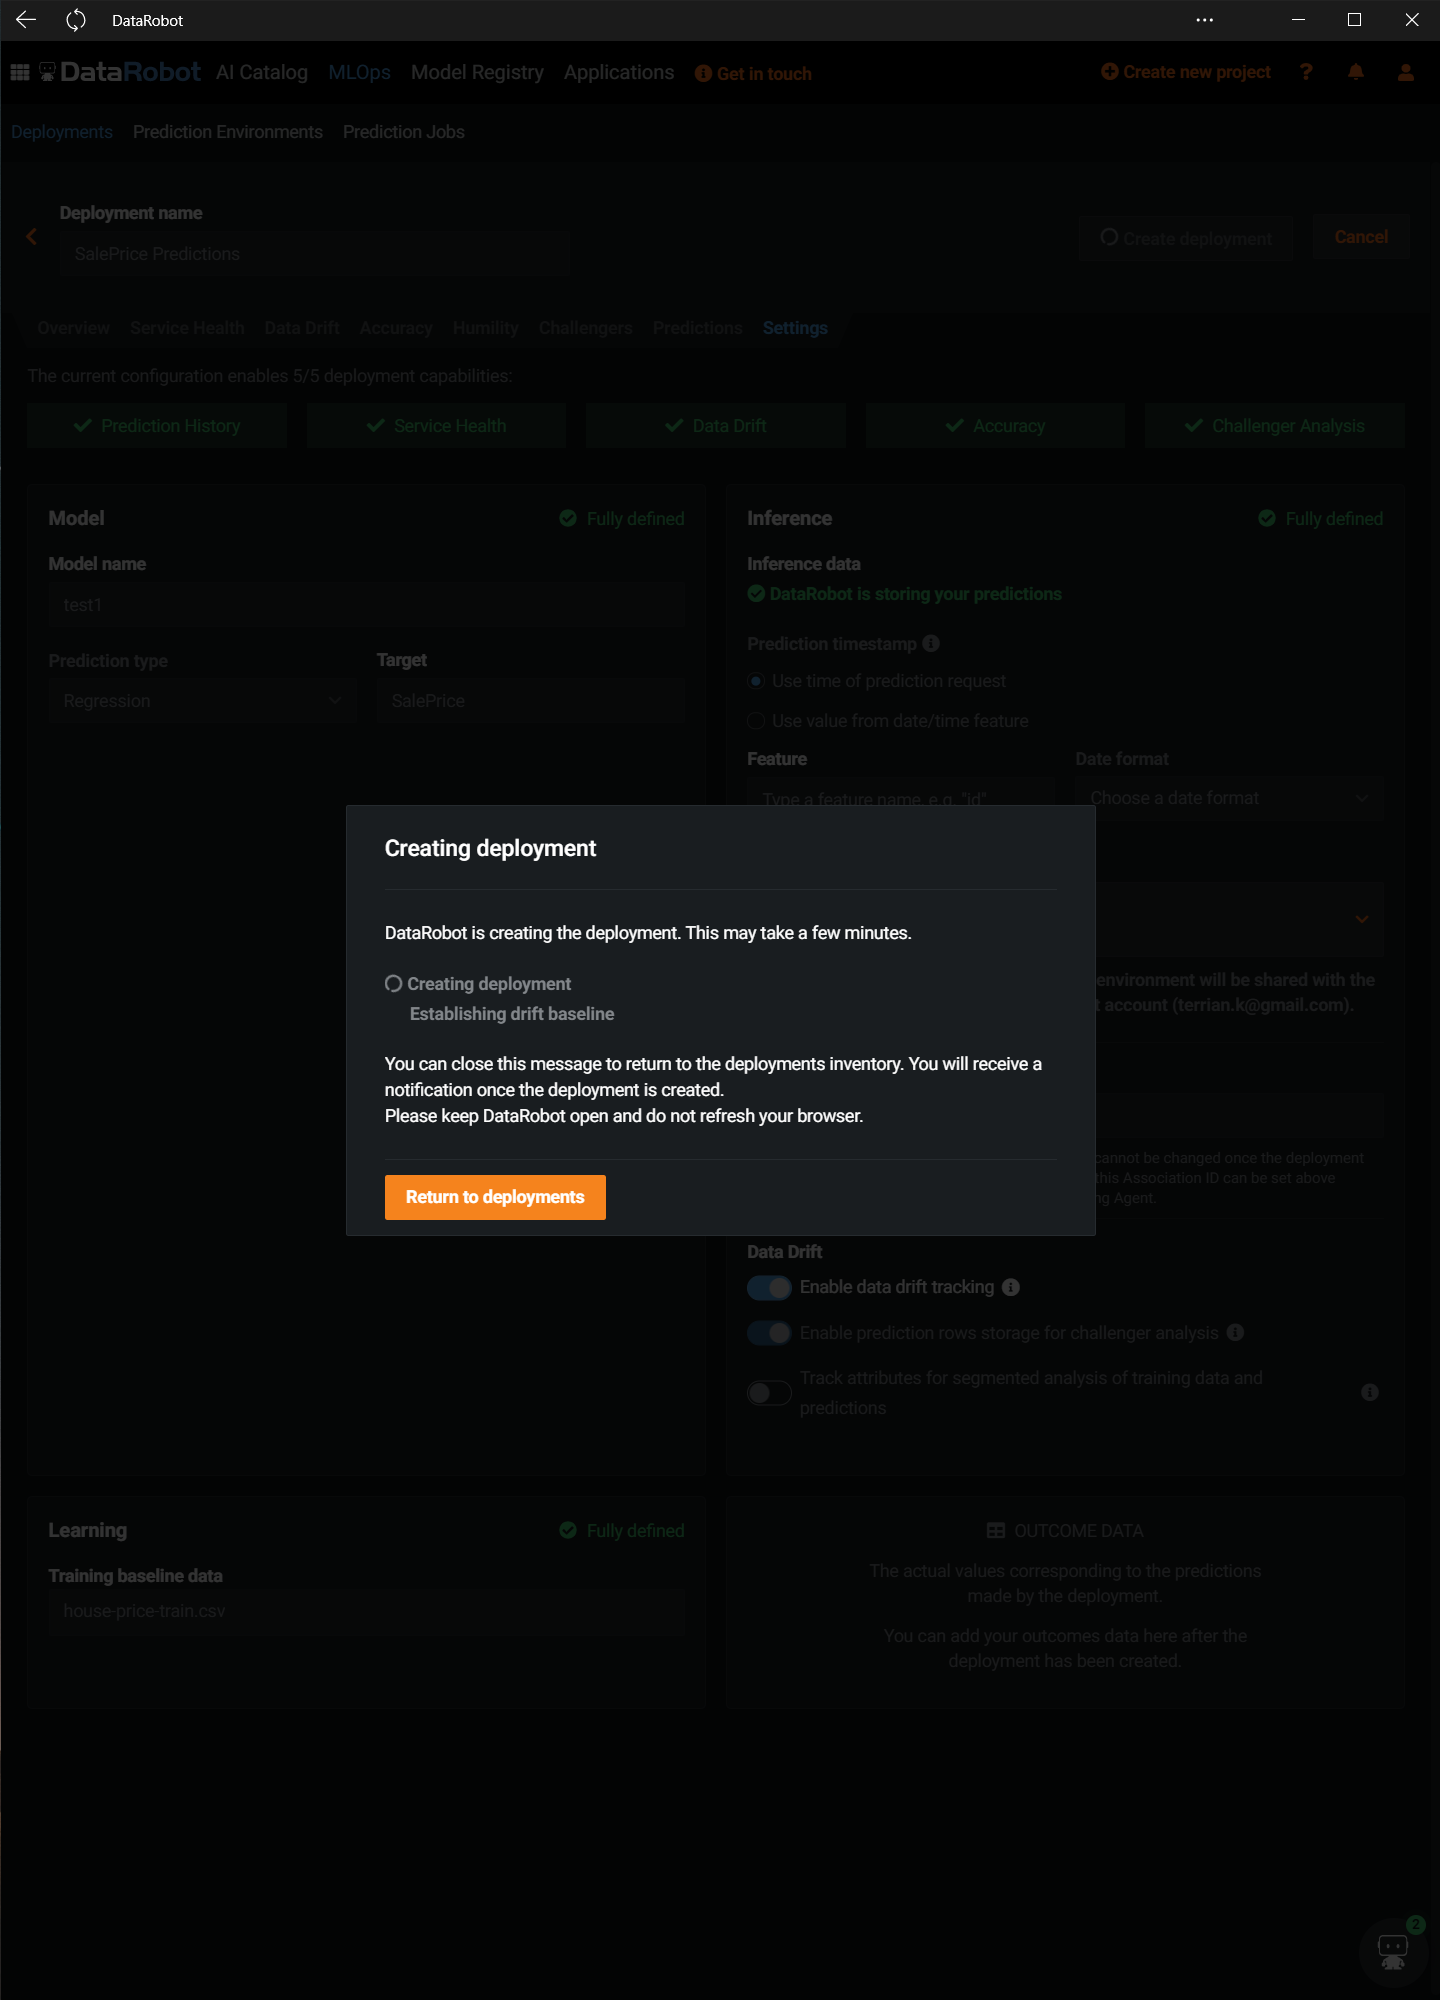 DataRobot
DataRobot AI Catalog MLOps Model Registry Applications Get in touch Create new project ?
Deployments Prediction Environments Prediction Jobs
Deployment name
SalePrice Predictions
Create deployment Cancel
Overview Service Health Data Drift Accuracy Humility Challengers Predictions Settings
The current configuration enables 5/5 deployment capabilities:
Prediction History Service Health Data Drift Accuracy Challenger Analysis
Model Fully defined
Model name
test1
Prediction type Target
Regression SalePrice
Inference Fully defined
Inference data
DataRobot is storing your predictions
Prediction timestamp
Use time of prediction request
Use value from date/time feature
Feature Date format
Type a feature name, e.g. "id" Choose a date format
Creating deployment
DataRobot is creating the deployment. This may take a few minutes.
Creating deployment
Establishing drift baseline
You can close this message to return to the deployments inventory. You will receive a
notification once the deployment is created.
Please keep DataRobot open and do not refresh your browser.
Return to deployments
environment will be shared with the
t account (terrian.k@gmail.com).
cannot be changed once the deployment
this Association ID can be set above
ng Agent.
Data Drift
Enable data drift tracking
Enable prediction rows storage for challenger analysis
Track attributes for segmented analysis of training data and
predictions
Learning Fully defined
Training baseline data
house-price-train.csv
OUTCOME DATA
The actual values corresponding to the predictions
made by the deployment.
You can add your outcomes data here after the
deployment has been created.
2